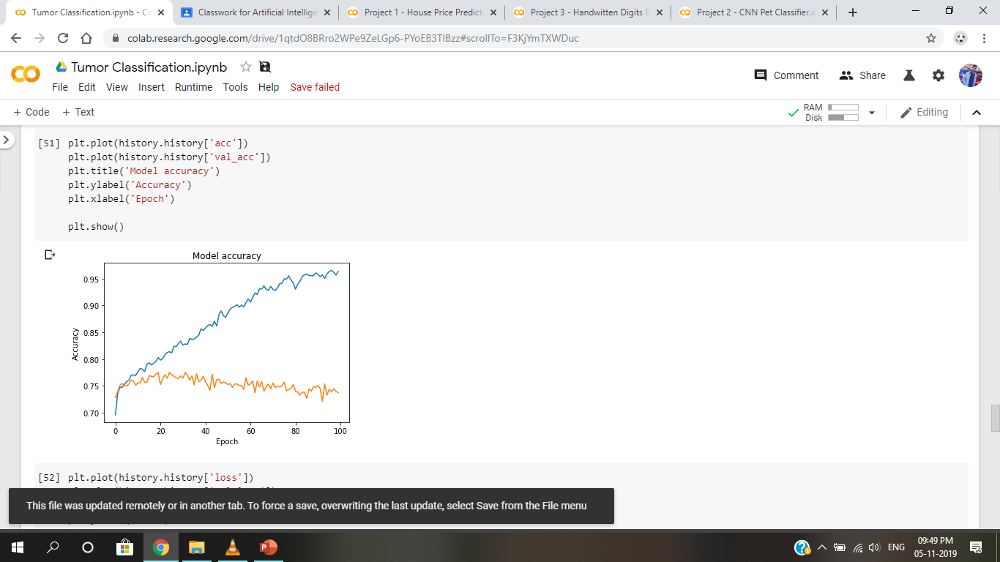 Tumor Classification.ipynb - Co
Classwork for Artificial Intellige
Project 1 - House Price Predicti
Project 3 - Handwitten Digits R
Project 2 - CNN Pet Classifier.i
colab.research.google.com/drive/1qtdO8BRro2WPe9ZeLGp6-PYoEB3TIBzz#scrollTo=F3KjYmTXWDuc
Tumor Classification.ipynb
Comment
Share
File Edit View Insert Runtime Tools Help Save failed
+ Code + Text
RAM
Disk
Editing
[51] plt.plot(history.history['acc'])
plt.plot(history.history['val_acc'])
plt.title('Model accuracy')
plt.ylabel('Accuracy')
plt.xlabel('Epoch')
plt.show()
Model accuracy
0.95
0.90
0.85
0.80
0.75
0.70
Accuracy
0 20 40 60 80 100
Epoch
[52] plt.plot(history.history['loss'])
This file was updated remotely or in another tab. To force a save, overwriting the last update, select Save from the File menu
ENG
09:49 PM
05-11-2019